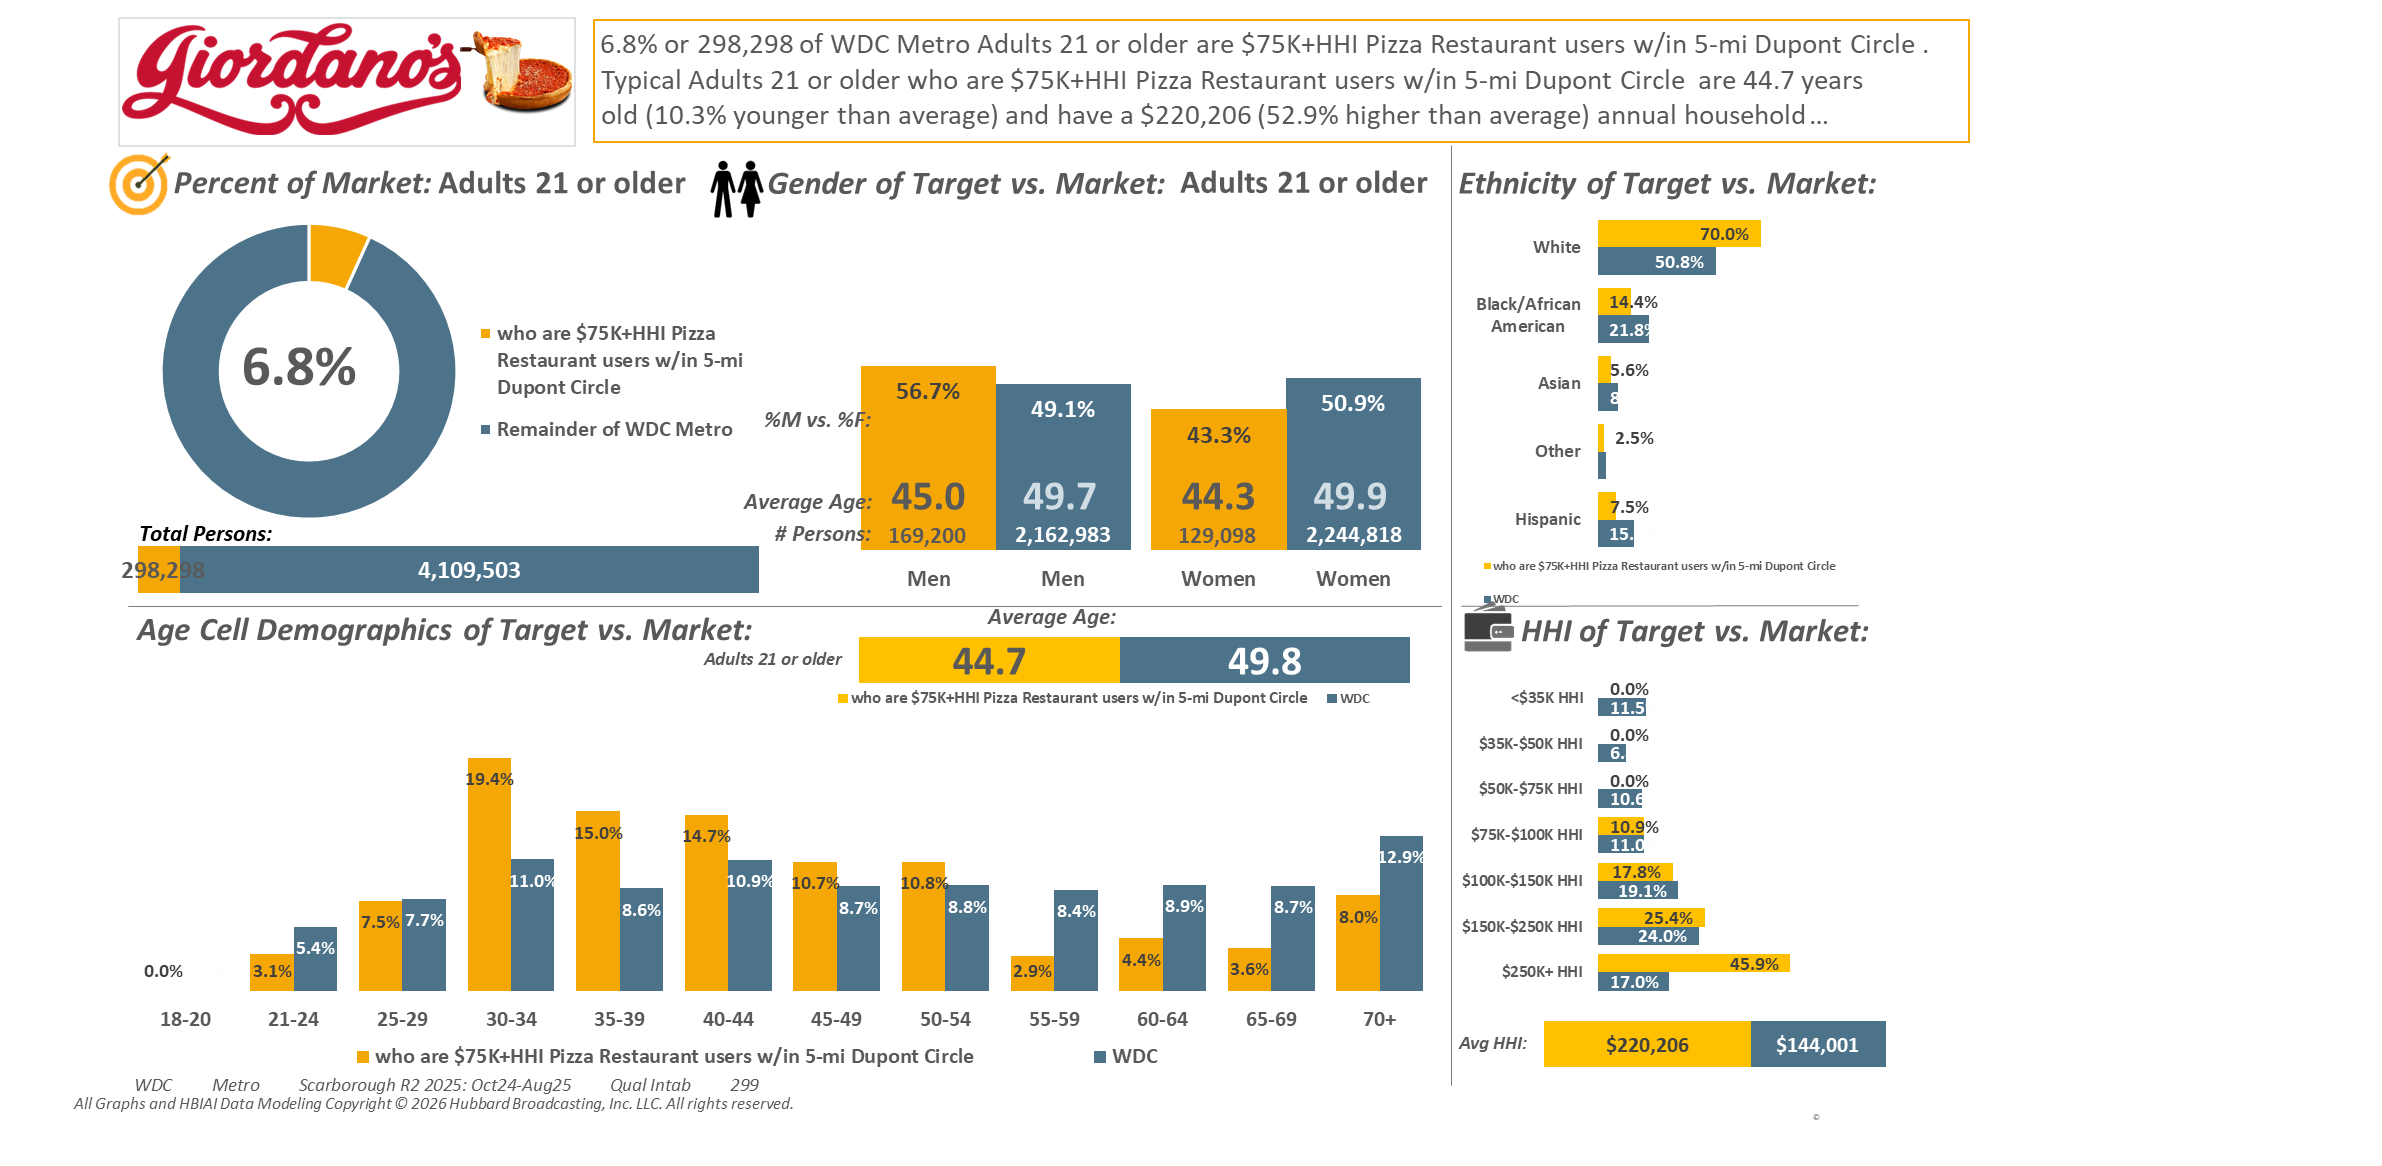 Giordano's
6.8% or 298,298 of WDC Metro Adults 21 or older are $75K+HHI Pizza Restaurant users w/in 5-mi Dupont Circle .
Typical Adults 21 or older who are $75K+HHI Pizza Restaurant users w/in 5-mi Dupont Circle are 44.7 years
old (10.3% younger than average) and have a $220,206 (52.9% higher than average) annual household...
Percent of Market: Adults 21 or older
6.8%
who are $75K+HHI Pizza
Restaurant users w/in 5-mi
Dupont Circle
Remainder of WDC Metro
Total Persons:
298,298
4,109,503
Gender of Target vs. Market: Adults 21 or older
%M vs. %F:
56.7%
49.1%
43.3%
50.9%
Average Age:
45.0
49.7
44.3
49.9
# Persons:
169,200
2,162,983
129,098
2,244,818
Men
Men
Women
Women
Ethnicity of Target vs. Market:
White
70.0%
50.8%
Black/African
American
14.4%
21.8%
Asian
5.6%
8
Other
2.5%
Hispanic
7.5%
15.
who are $75K+HHI Pizza Restaurant users w/in 5-mi Dupont Circle
WDC
Age Cell Demographics of Target vs. Market:
Average Age:
Adults 21 or older
44.7
49.8
who are $75K+HHI Pizza Restaurant users w/in 5-mi Dupont Circle
WDC
0.0%
3.1%
5.4%
7.5%
7.7%
19.4%
11.0%
15.0%
8.6%
14.7%
10.9%
10.7%
8.7%
10.8%
8.8%
2.9%
8.4%
4.4%
8.9%
3.6%
8.7%
8.0%
12.9%
18-20
21-24
25-29
30-34
35-39
40-44
45-49
50-54
55-59
60-64
65-69
70+
who are $75K+HHI Pizza Restaurant users w/in 5-mi Dupont Circle
WDC
HHI of Target vs. Market:
<$35K HHI
0.0%
11.5
$35K-$50K HHI
0.0%
6.
$50K-$75K HHI
0.0%
10.6
$75K-$100K HHI
10.9%
11.0
$100K-$150K HHI
17.8%
19.1%
$150K-$250K HHI
25.4%
24.0%
$250K+ HHI
45.9%
17.0%
Avg HHI:
$220,206
$144,001
WDC Metro Scarborough R2 2025: Oct24-Aug25 Qual Intab 299
All Graphs and HBIAI Data Modeling Copyright © 2026 Hubbard Broadcasting, Inc. LLC. All rights reserved.
©